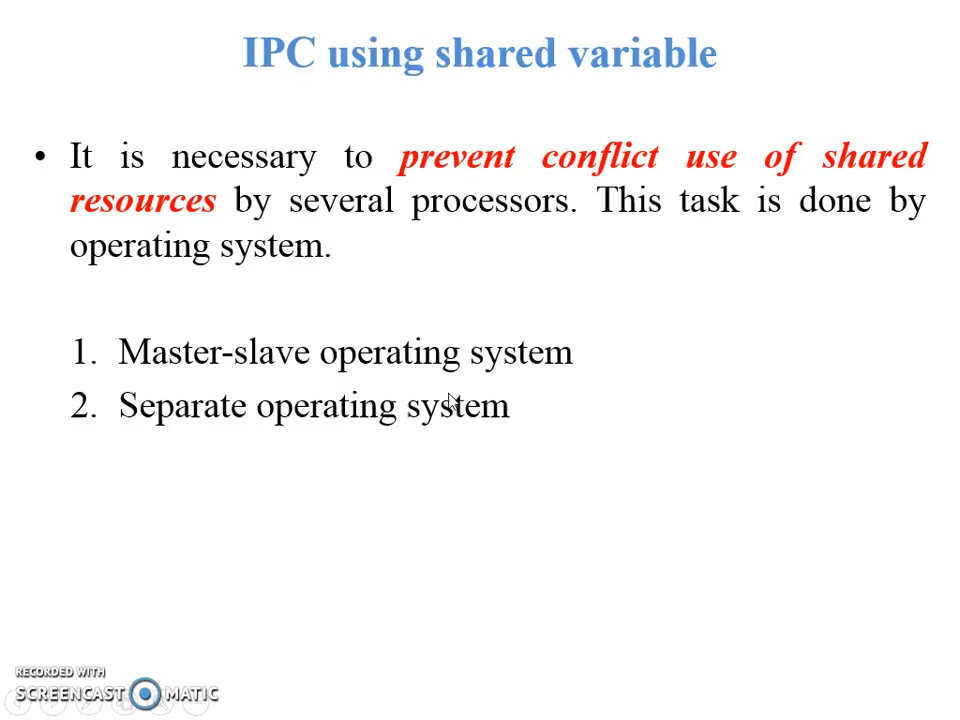 IPC using shared variable
• It is necessary to prevent conflict use of shared
resources by several processors. This task is done by
operating system.
1. Master-slave operating system
2. Separate operating system
RECORDED WITH
SCREENCAST MATIC